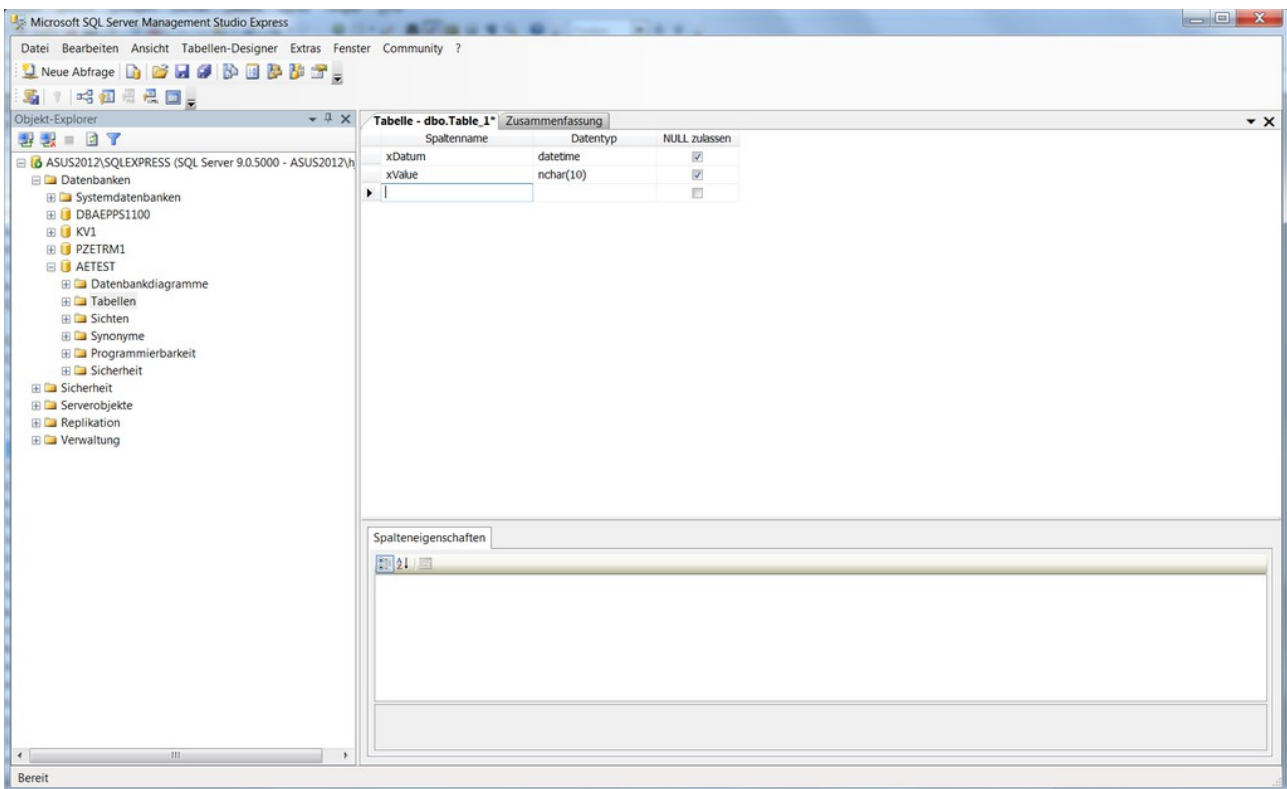 Microsoft SQL Server Management Studio Express
Datei Bearbeiten Ansicht Tabellen-Designer Extras Fenster Community ?
Neue Abfrage
Objekt-Explorer
Tabelle - dbo.Table_1* Zusammenfassung
Spaltenname Datentyp NULL zulassen
xDatum datetime
xValue nchar(10)
ASUS2012\SQLEXPRESS (SQL Server 9.0.5000 - ASUS2012\h
Datenbanken
Systemdatenbanken
DBAEPPS1100
KV1
PZETRM1
AETEST
Datenbankdiagramme
Tabellen
Sichten
Synonyme
Programmierbarkeit
Sicherheit
Sicherheit
Serverobjekte
Replikation
Verwaltung
Spalteneigenschaften
Bereit